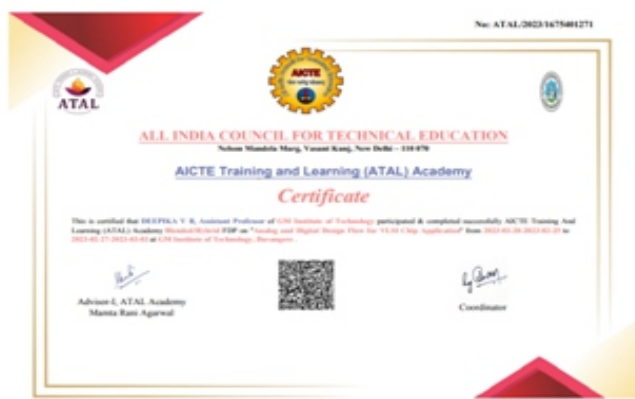 No: ATAL/2023/1675401271
ATAL
AICTE
ALL INDIA COUNCIL FOR TECHNICAL EDUCATION
Nelson Mandela Marg, Vasant Kunj, New Delhi – 110 070
AICTE Training and Learning (ATAL) Academy
Certificate
This is certified that DEEPIKA V R, Assistant Professor of GM Institute of Technology participated & completed successfully AICTE Training And
Learning (ATAL) Academy Blended/Hybrid FDP on "Analog and Digital Design Flow for VLSI Chip Application" from 2023-02-20-2023-02-25 to
2023-02-27-2023-03-03 at GM Institute of Technology, Davangere.
Advisor-I, ATAL Academy
Mamta Rani Agarwal
Coordinator